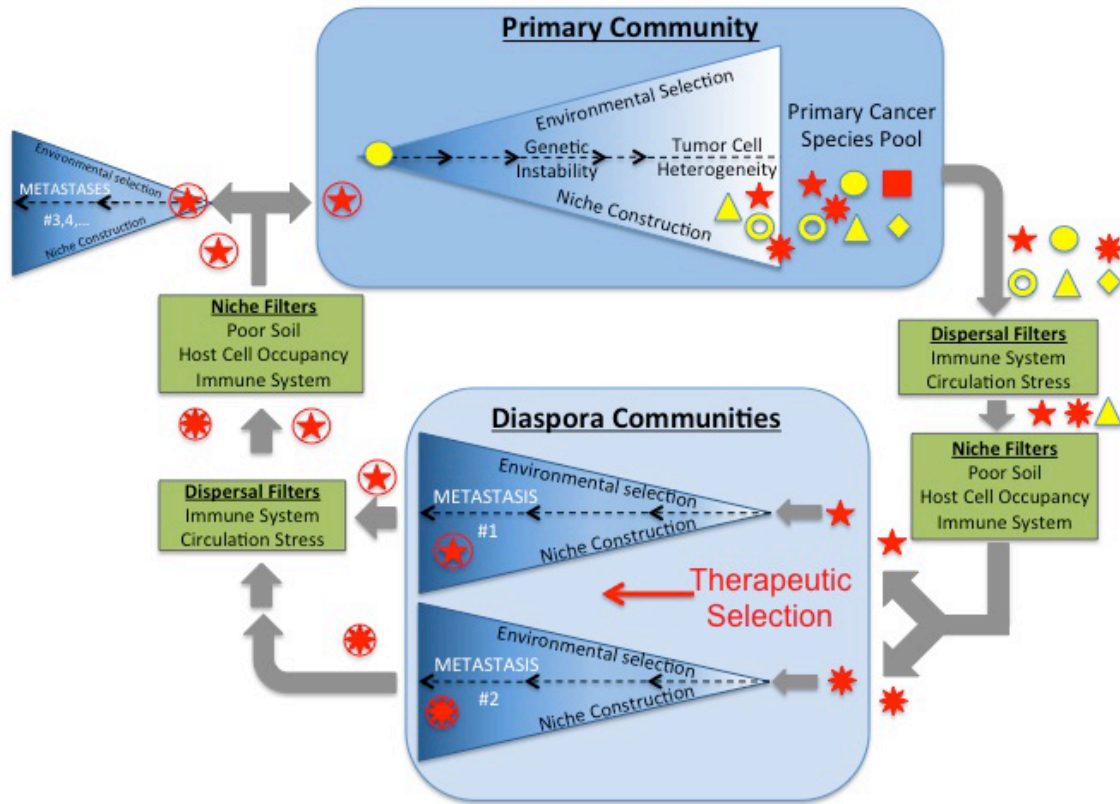 Primary Community
Environmental Selection
Genetic
Instability
Tumor Cell
Heterogeneity
Niche Construction
Primary Cancer
Species Pool
Environmental selection
METASTASES
#3,4,...
Niche Construction
Niche Filters
Poor Soil
Host Cell Occupancy
Immune System
Dispersal Filters
Immune System
Circulation Stress
Dispersal Filters
Immune System
Circulation Stress
Niche Filters
Poor Soil
Host Cell Occupancy
Immune System
Diaspora Communities
Environmental selection
METASTASIS
#1
Niche Construction
Therapeutic
Selection
Environmental selection
METASTASIS
#2
Niche Construction